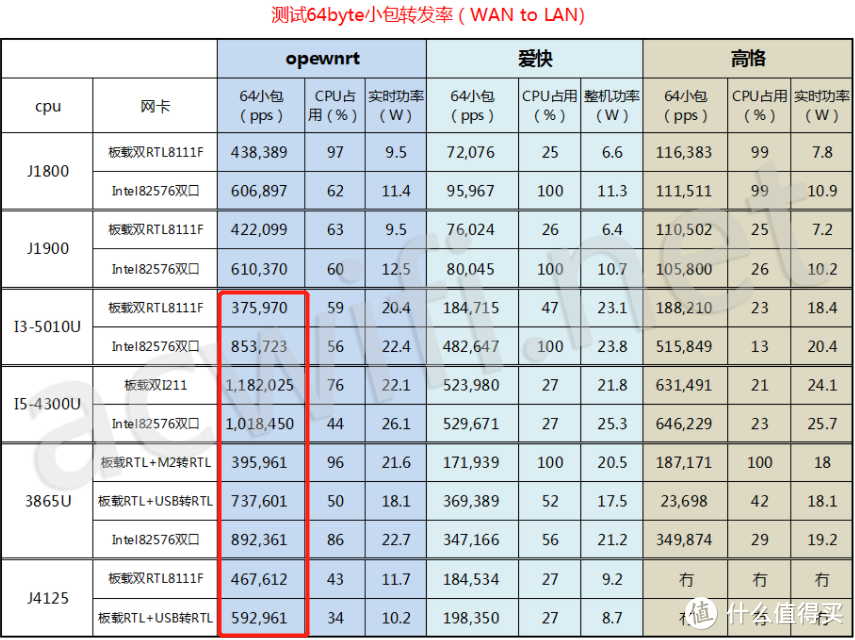 测试64byte小包转发率（WAN to LAN)
opewnrt 爱快 高恪
cpu 网卡 64小包（pps） CPU占用（%） 实时功率（W） 64小包（pps） CPU占用（%） 整机功率（W） 64小包（pps） CPU占用（%） 实时功率（W）
J1800 板载双RTL8111F 438,389 97 9.5 72,076 25 6.6 116,383 99 7.8
Intel82576双口 606,897 62 11.4 95,967 100 11.3 111,511 99 10.9
J1900 板载双RTL8111F 422,099 63 9.5 76,024 26 6.4 110,502 25 7.2
Intel82576双口 610,370 60 12.5 80,045 100 10.7 105,800 26 10.2
I3-5010U 板载双RTL8111F 375,970 59 20.4 184,715 47 23.1 188,210 23 18.4
Intel82576双口 853,723 56 22.4 482,647 100 23.8 515,849 13 20.4
I5-4300U 板载双I211 1,182,025 76 22.1 523,980 27 21.8 631,491 21 24.1
Intel82576双口 1,018,450 44 26.1 529,671 27 25.3 646,229 23 25.7
3865U 板载RTL+M2转RTL 395,961 96 21.6 171,939 100 20.5 187,171 100 18
板载RTL+USB转RTL 737,601 50 18.1 369,389 52 17.5 23,698 42 18.1
Intel82576双口 892,361 86 22.7 347,166 56 21.2 349,874 29 19.2
J4125 板载双RTL8111F 467,612 43 11.7 184,534 27 9.2 冇 冇 冇
板载RTL+USB转RTL 592,961 34 10.2 198,350 27 8.7 冇 冇 冇
acwifi.net
值 什么值得买